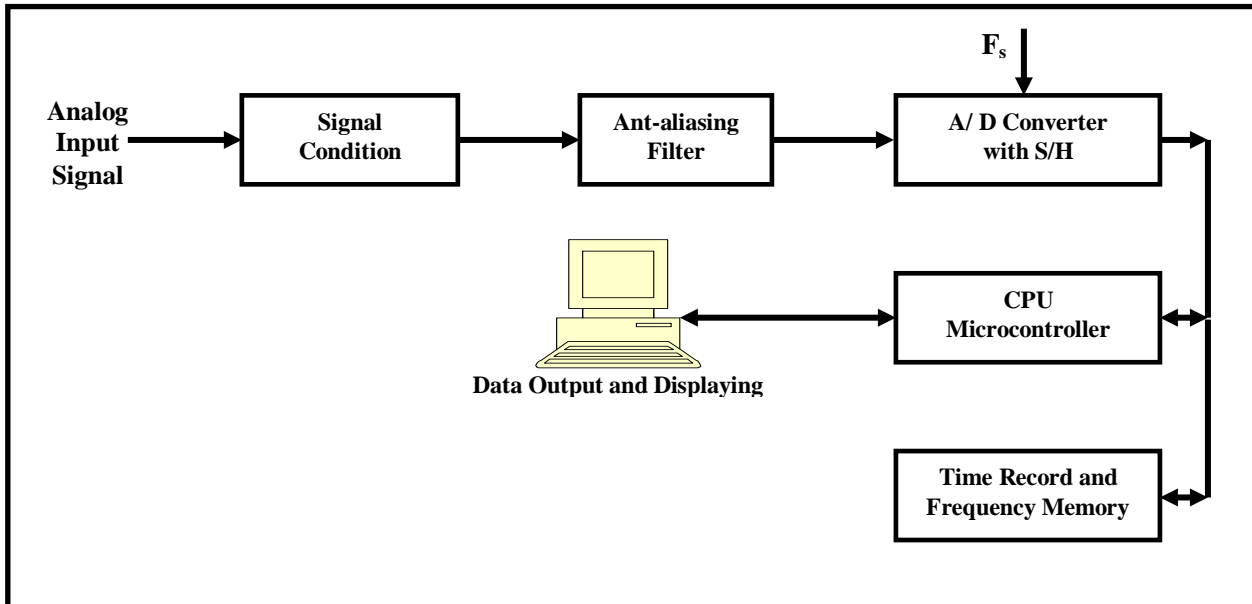 F_s
Analog
Input
Signal
Signal
Condition
Ant-aliasing
Filter
A/ D Converter
with S/H
CPU
Microcontroller
Data Output and Displaying
Time Record and
Frequency Memory